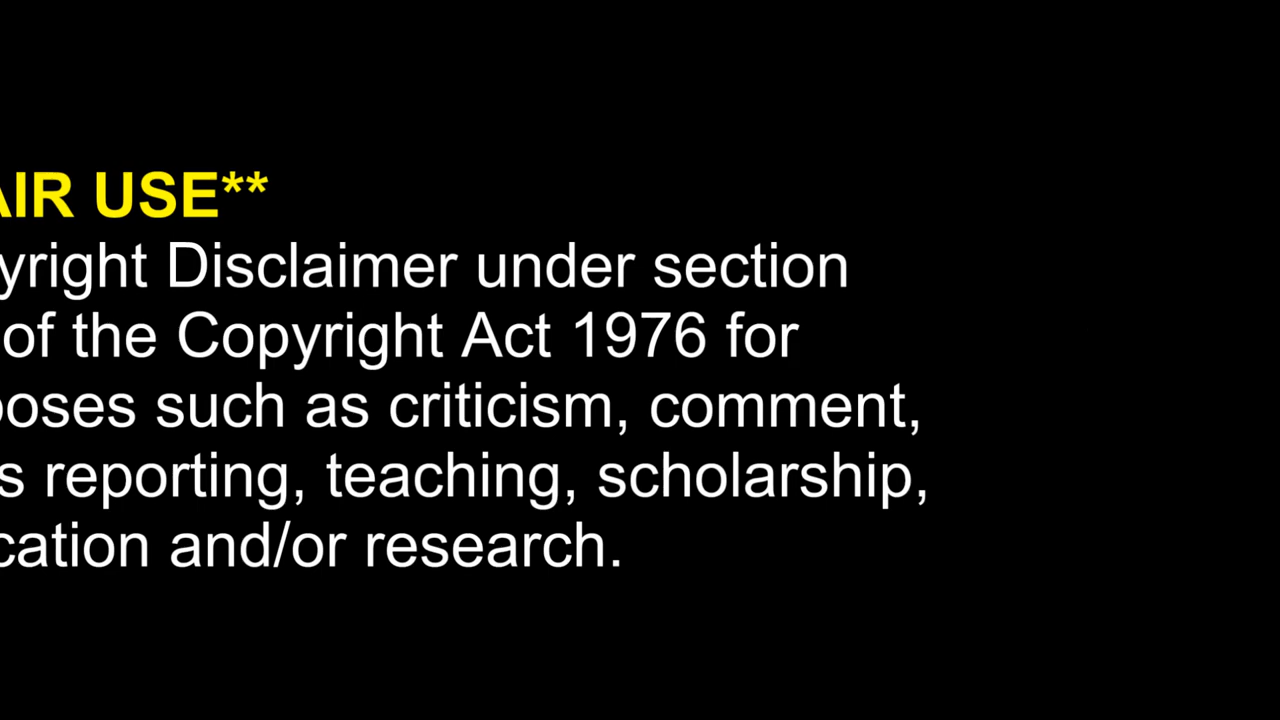 AIR USE**
yright Disclaimer under section
of the Copyright Act 1976 for
poses such as criticism, comment,
s reporting, teaching, scholarship,
cation and/or research.